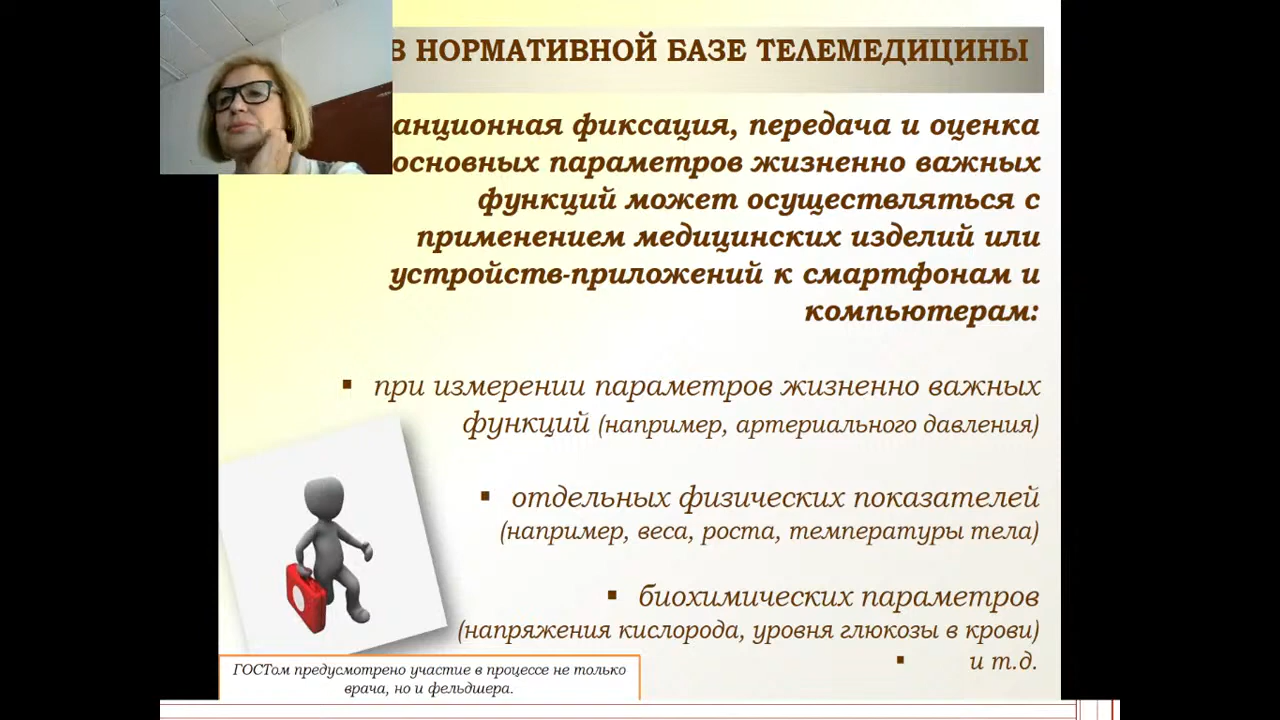 В НОРМАТИВНОЙ БАЗЕ ТЕЛЕМЕДИЦИНЫ
анционная фиксация, передача и оценка
основных параметров жизненно важных
функций может осуществляться с
применением медицинских изделий или
устройств-приложений к смартфонам и
компьютерам:
▪ при измерении параметров жизненно важных
функций (например, артериального давления)
▪ отдельных физических показателей
(например, веса, роста, температуры тела)
▪ биохимических параметров
(напряжения кислорода, уровня глюкозы в крови)
▪ и т.д.
ГОСТом предусмотрено участие в процессе не только
врача, но и фельдшера.